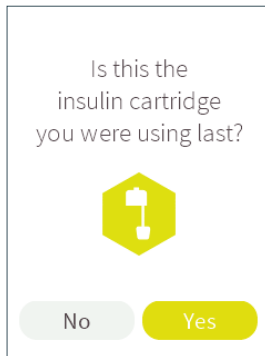 Is this the
insulin cartridge
you were using last?
No
Yes